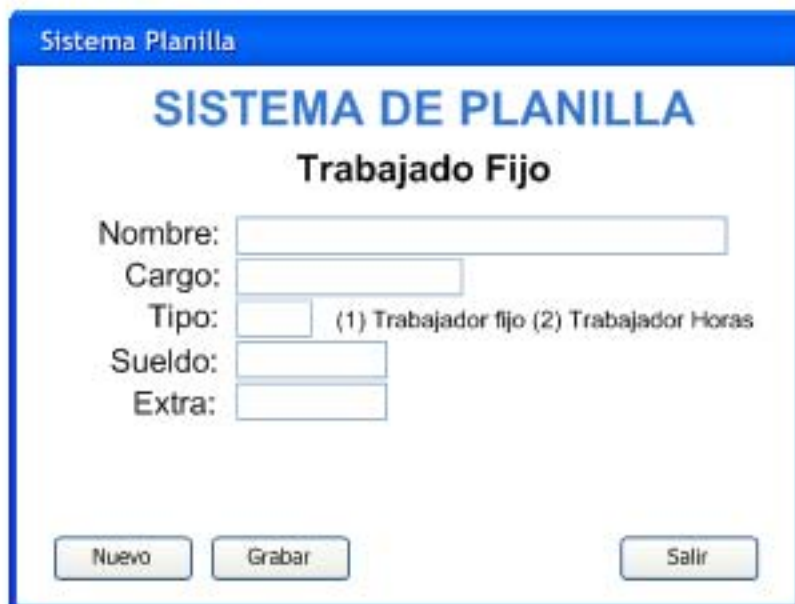 Sistema Planilla
SISTEMA DE PLANILLA
Trabajado Fijo
Nombre:
Cargo:
Tipo: (1) Trabajador fijo (2) Trabajador Horas
Sueldo:
Extra:
Nuevo Grabar Salir